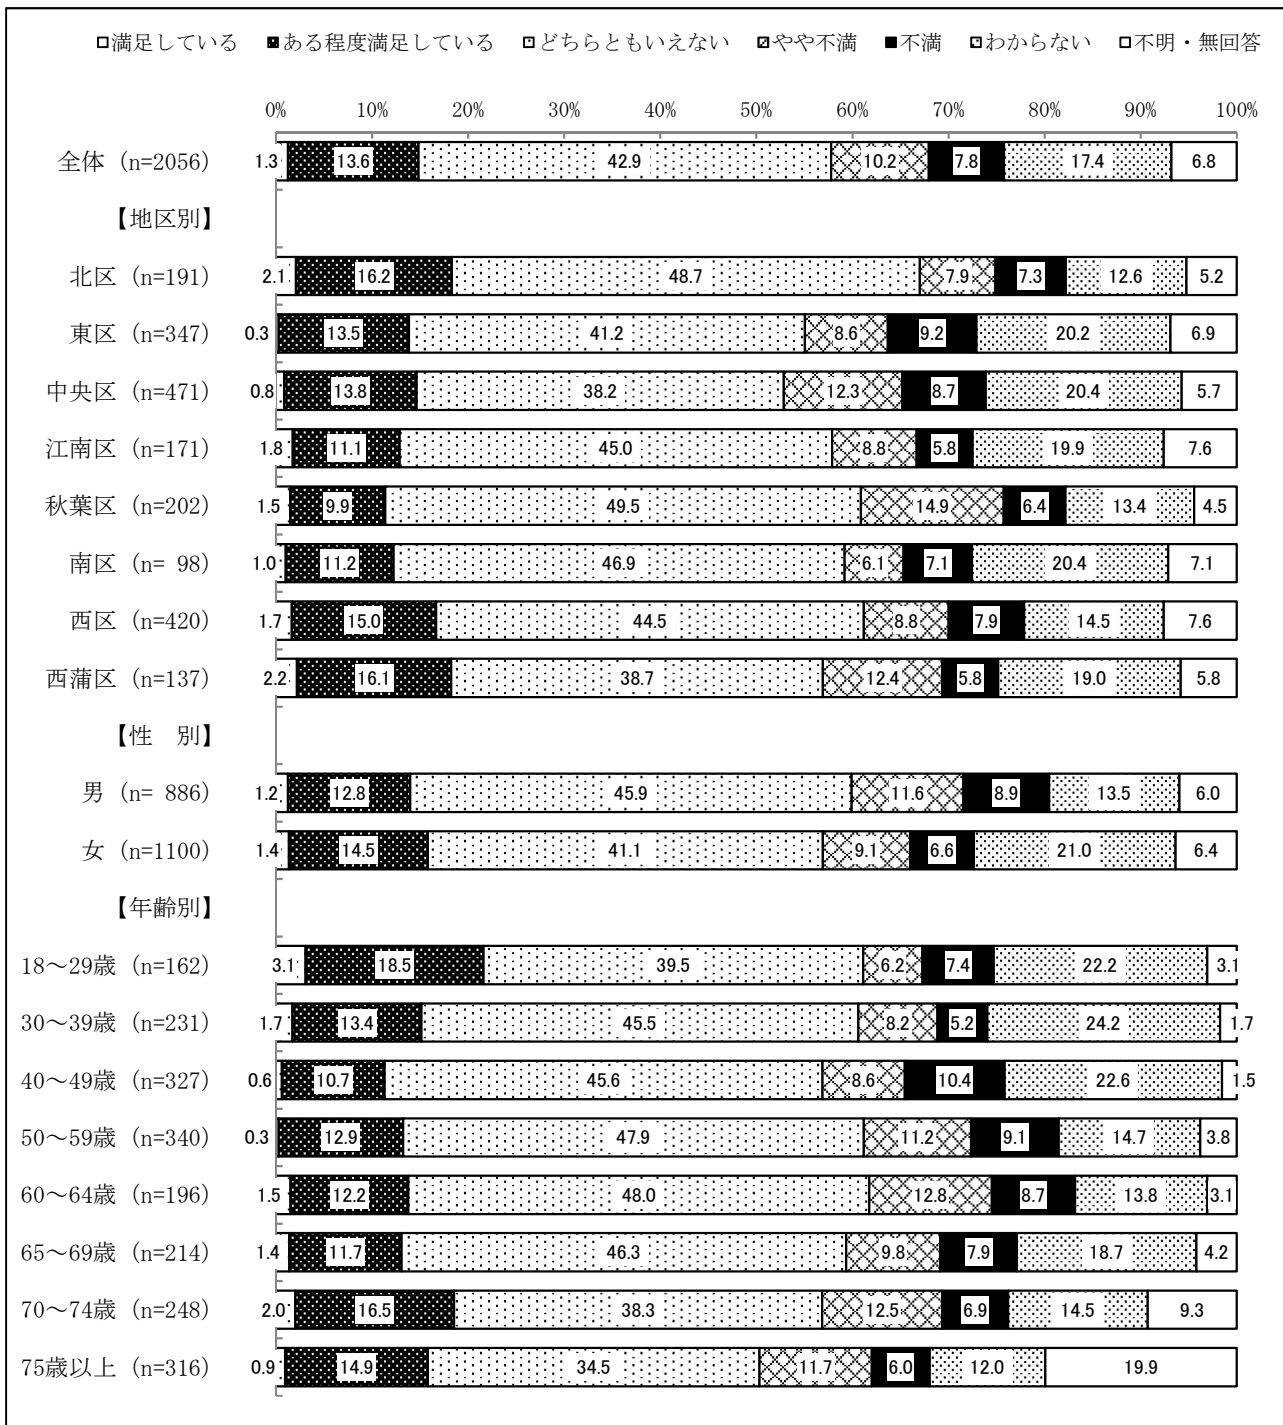 □満足している ■ある程度満足している □どちらともいえない □やや不満 ■不満 □わからない □不明・無回答
0% 10% 20% 30% 40% 50% 60% 70% 80% 90% 100%
全体 (n=2056) 1.3 13.6 42.9 10.2 7.8 17.4 6.8
【地区別】
北区 (n=191) 2.1 16.2 48.7 7.9 7.3 12.6 5.2
東区 (n=347) 0.3 13.5 41.2 8.6 9.2 20.2 6.9
中央区 (n=471) 0.8 13.8 38.2 12.3 8.7 20.4 5.7
江南区 (n=171) 1.8 11.1 45.0 8.8 5.8 19.9 7.6
秋葉区 (n=202) 1.5 9.9 49.5 14.9 6.4 13.4 4.5
南区 (n= 98) 1.0 11.2 46.9 6.1 7.1 20.4 7.1
西区 (n=420) 1.7 15.0 44.5 8.8 7.9 14.5 7.6
西蒲区 (n=137) 2.2 16.1 38.7 12.4 5.8 19.0 5.8
【性　別】
男 (n= 886) 1.2 12.8 45.9 11.6 8.9 13.5 6.0
女 (n=1100) 1.4 14.5 41.1 9.1 6.6 21.0 6.4
【年齢別】
18～29歳 (n=162) 3.1 18.5 39.5 6.2 7.4 22.2 3.1
30～39歳 (n=231) 1.7 13.4 45.5 8.2 5.2 24.2 1.7
40～49歳 (n=327) 0.6 10.7 45.6 8.6 10.4 22.6 1.5
50～59歳 (n=340) 0.3 12.9 47.9 11.2 9.1 14.7 3.8
60～64歳 (n=196) 1.5 12.2 48.0 12.8 8.7 13.8 3.1
65～69歳 (n=214) 1.4 11.7 46.3 9.8 7.9 18.7 4.2
70～74歳 (n=248) 2.0 16.5 38.3 12.5 6.9 14.5 9.3
75歳以上 (n=316) 0.9 14.9 34.5 11.7 6.0 12.0 19.9